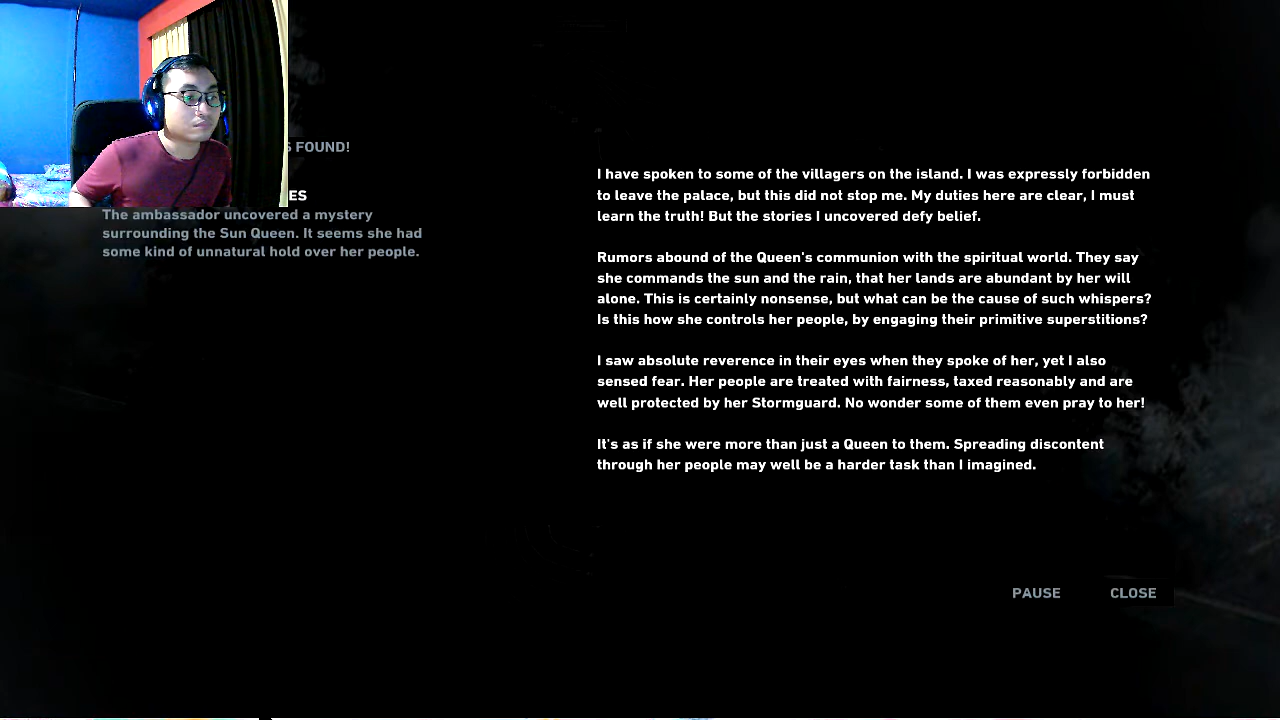 FOUND!
ES
The ambassador uncovered a mystery
surrounding the Sun Queen. It seems she had
some kind of unnatural hold over her people.
I have spoken to some of the villagers on the island. I was expressly forbidden
to leave the palace, but this did not stop me. My duties here are clear, I must
learn the truth! But the stories I uncovered defy belief.
Rumors abound of the Queen's communion with the spiritual world. They say
she commands the sun and the rain, that her lands are abundant by her will
alone. This is certainly nonsense, but what can be the cause of such whispers?
Is this how she controls her people, by engaging their primitive superstitions?
I saw absolute reverence in their eyes when they spoke of her, yet I also
sensed fear. Her people are treated with fairness, taxed reasonably and are
well protected by her Stormguard. No wonder some of them even pray to her!
It's as if she were more than just a Queen to them. Spreading discontent
through her people may well be a harder task than I imagined.
PAUSE CLOSE